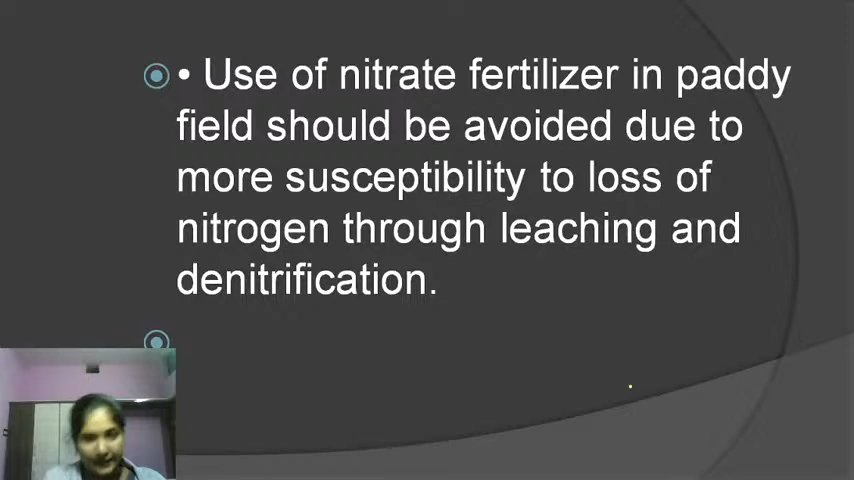 • Use of nitrate fertilizer in paddy
field should be avoided due to
more susceptibility to loss of
nitrogen through leaching and
denitrification.